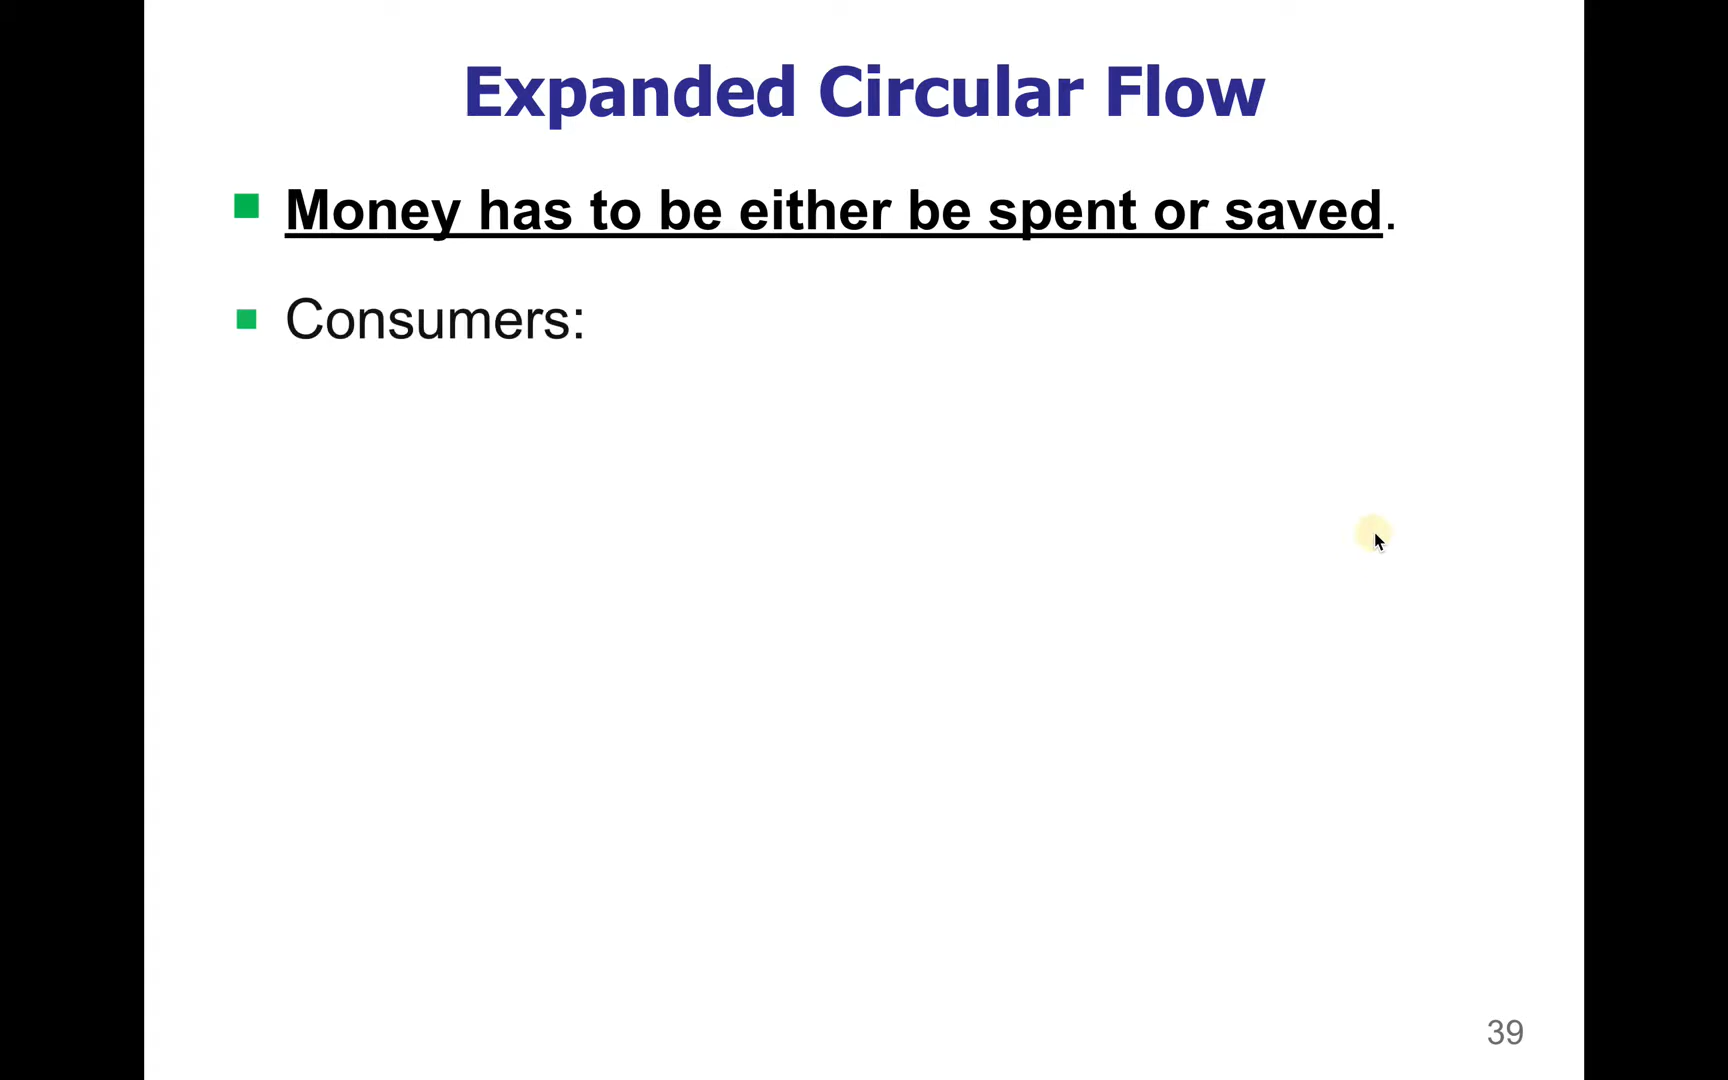 Expanded Circular Flow
Money has to be either be spent or saved.
Consumers:
39